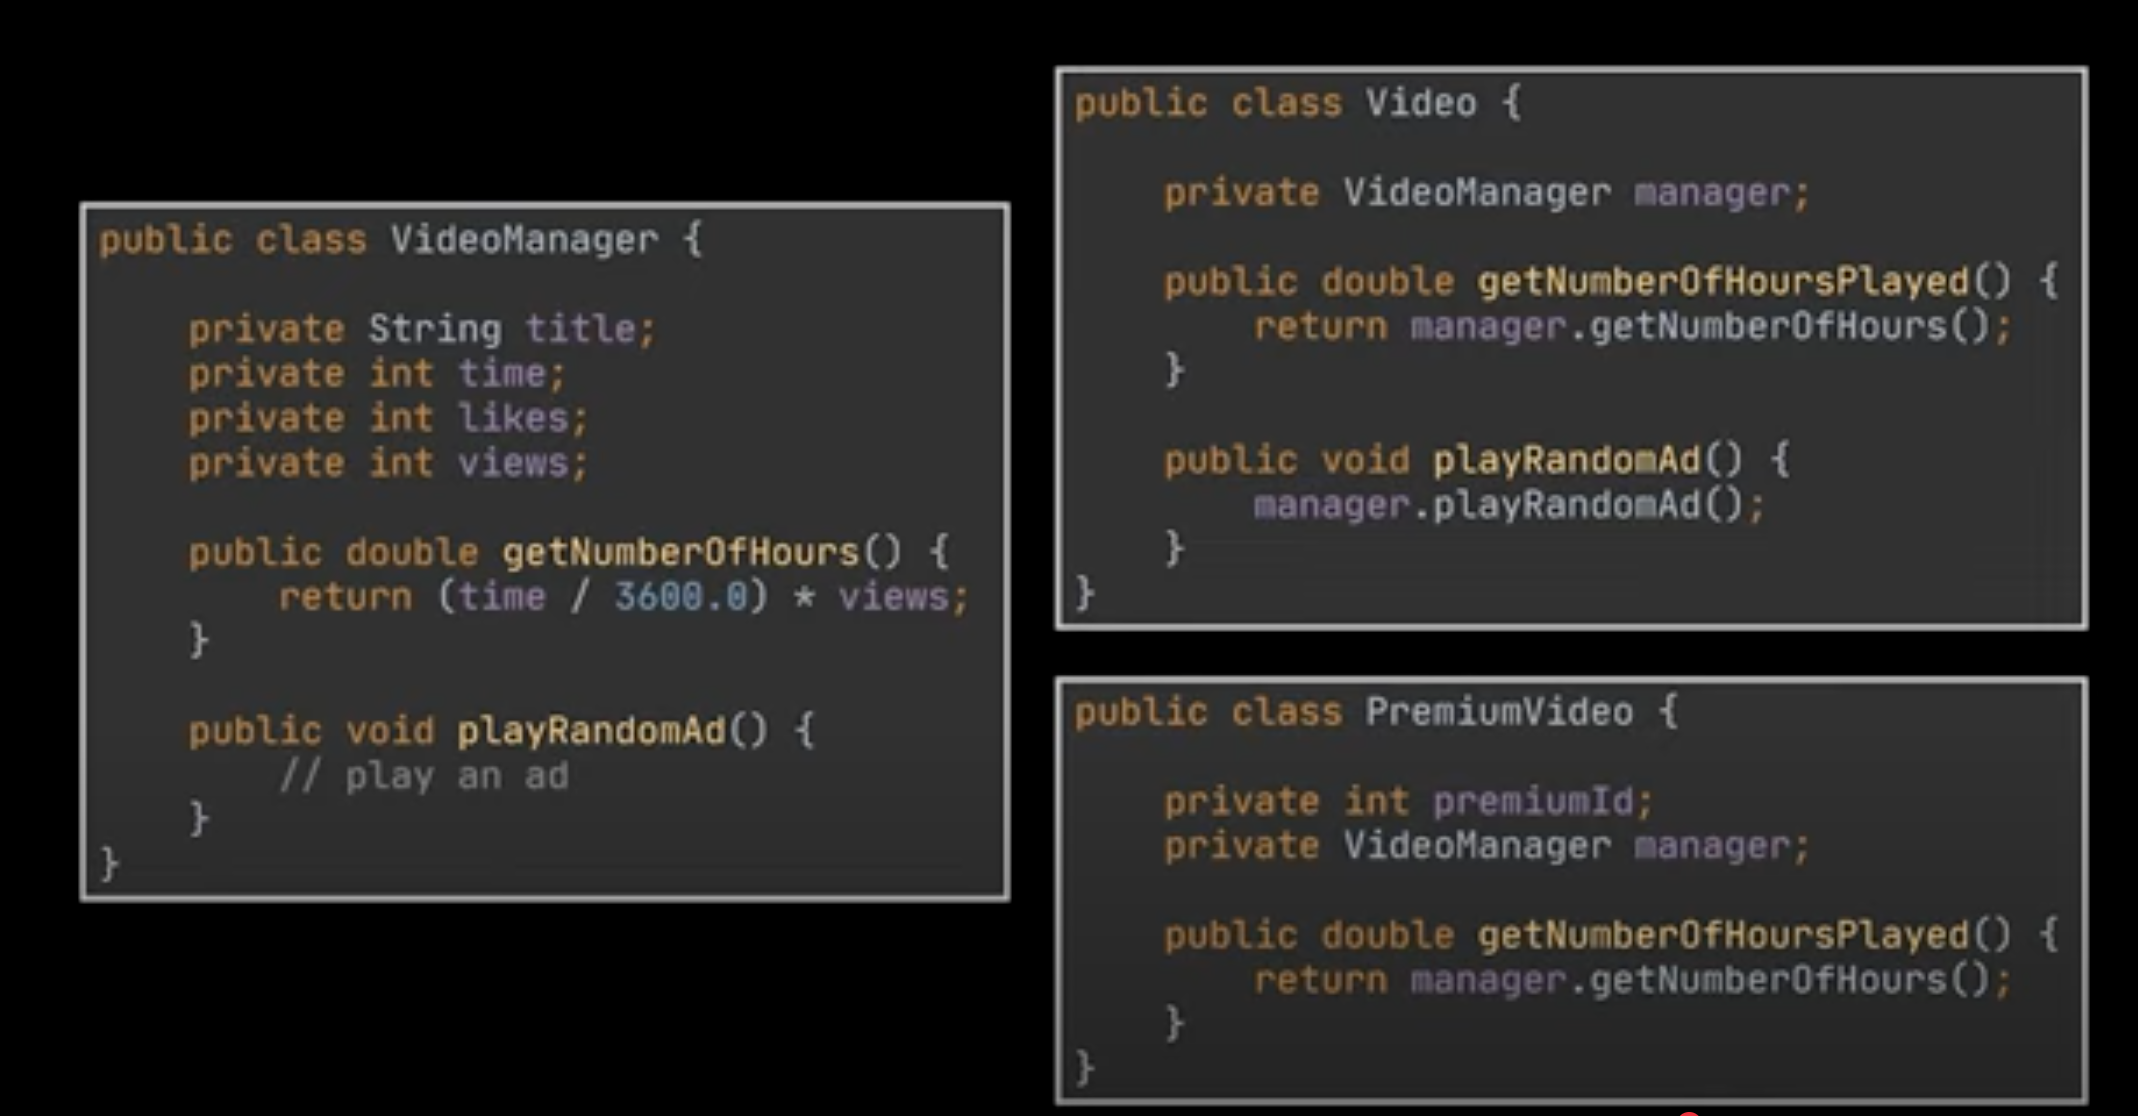 public class VideoManager {
    private String title;
    private int time;
    private int likes;
    private int views;
    public double getNumberOfHours() {
        return (time / 3600.0) * views;
    }
    public void playRandomAd() {
        // play an ad
    }
}
public class Video {
    private VideoManager manager;
    public double getNumberOfHoursPlayed() {
        return manager.getNumberOfHours();
    }
    public void playRandomAd() {
        manager.playRandomAd();
    }
}
public class PremiumVideo {
    private int premiumId;
    private VideoManager manager;
    public double getNumberOfHoursPlayed() {
        return manager.getNumberOfHours();
    }
}